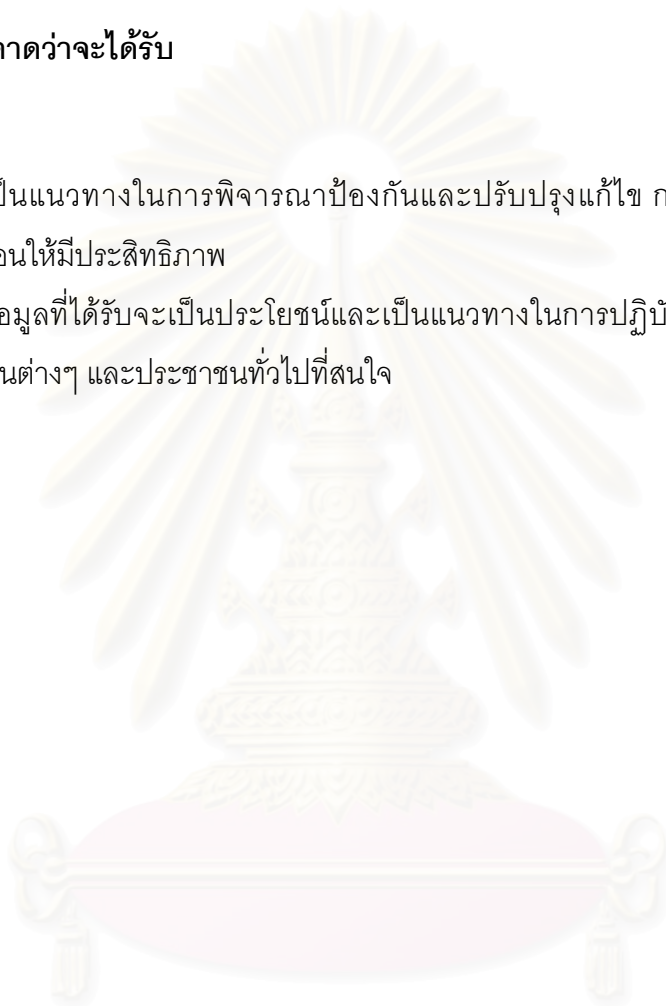 าดว่าจะได้รับ
ป็นแนวทางในการพิจารณาป้องกันและปรับปรุงแก้ไข ก
อนให้มีประสิทธิภาพ
อมูลที่ได้รับจะเป็นประโยชน์และเป็นแนวทางในการปฏิบั
นต่างๆ และประชาชนทั่วไปที่สนใจ